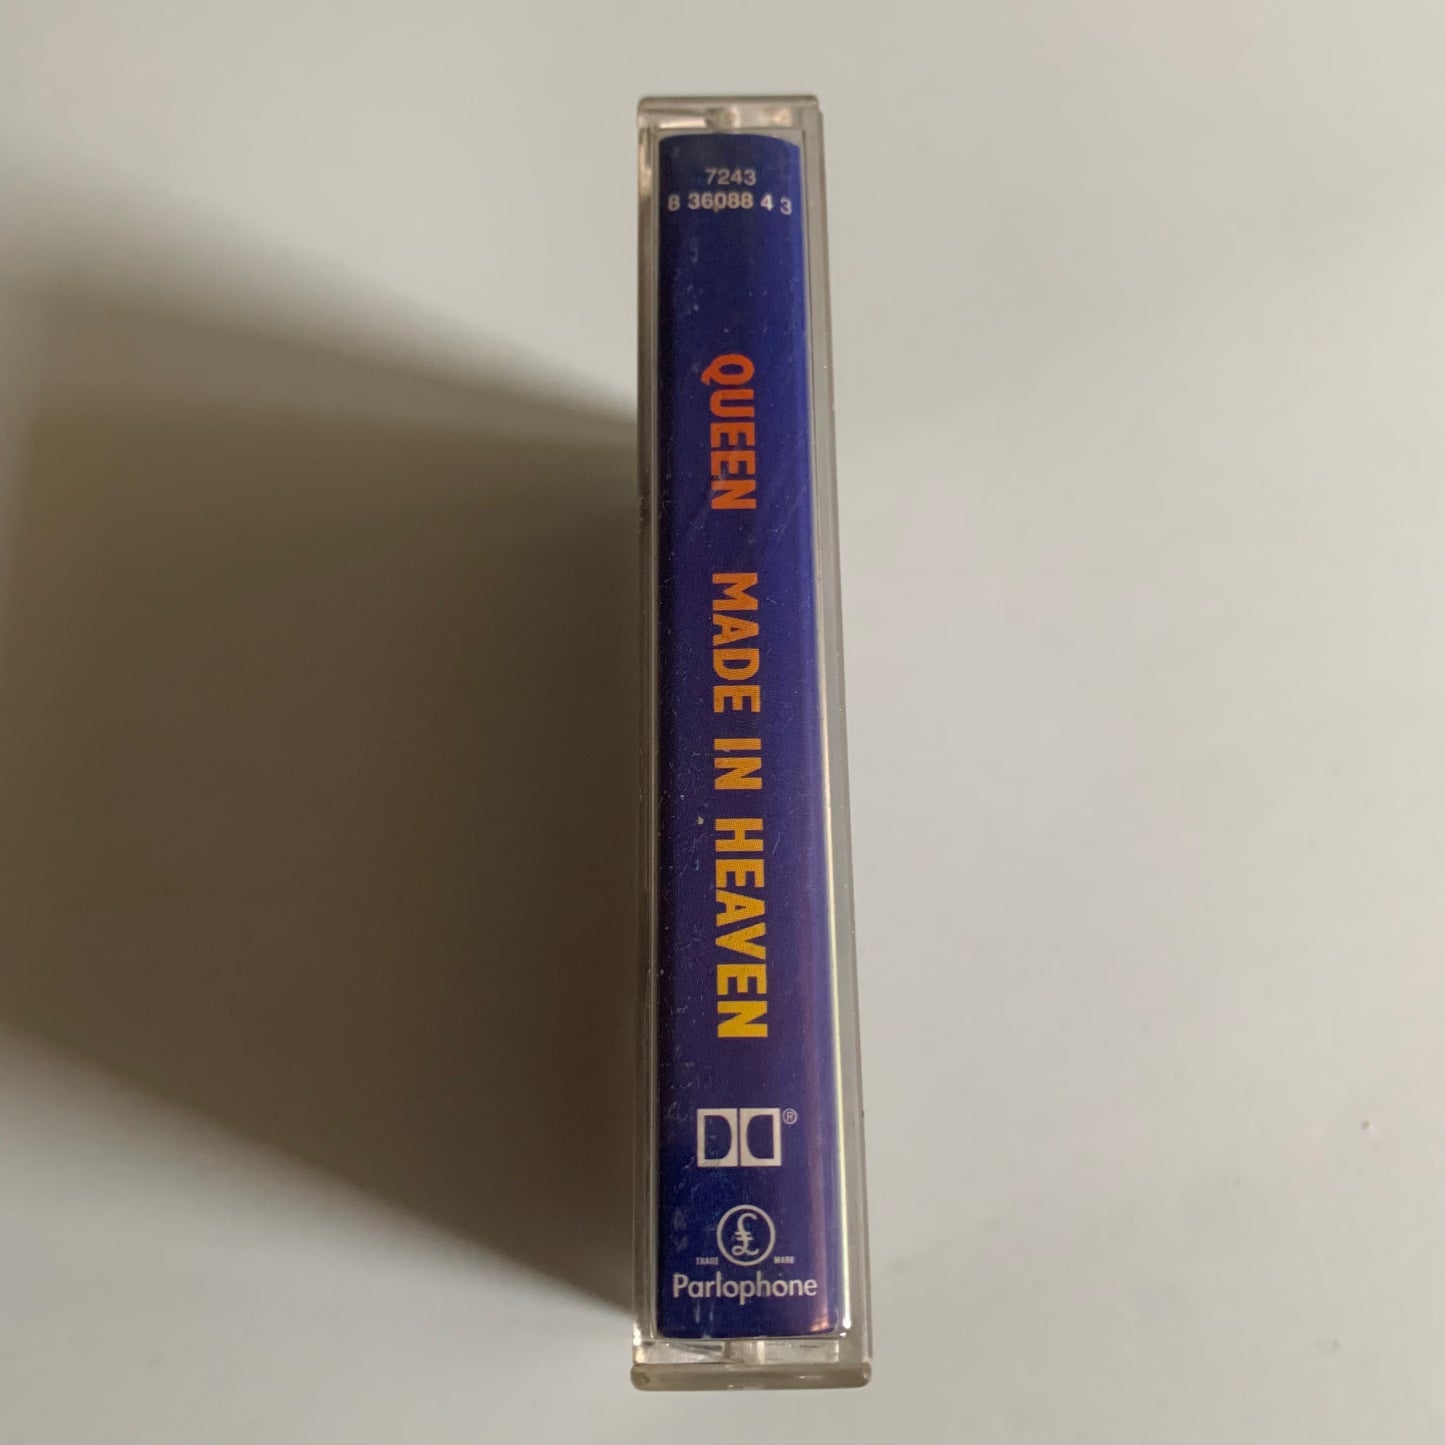 7243
8 36088 4 3
QUEEN MADE IN HEAVEN
®
£
TRADE MARK
Parlophone